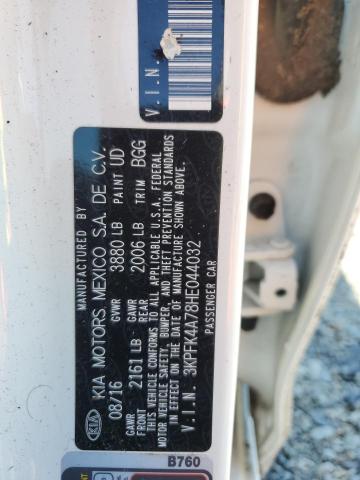 V.I.N.
MANUFACTURED BY
KIA KIA MOTORS MEXICO S.A. DE C.V.
08/16 GVWR 3880 LB PAINT UD
GAWR FRONT 2161 LB GAWR REAR 2006 LB TRIM BGG
THIS VEHICLE CONFORMS TO ALL APPLICABLE U.S.A. FEDERAL
MOTOR VEHICLE SAFETY, BUMPER, AND THEFT PREVENTION STANDARDS
IN EFFECT ON THE DATE OF MANUFACTURE SHOWN ABOVE.
V.I.N. 3KPFK4A78HE044032
PASSENGER CAR
B760